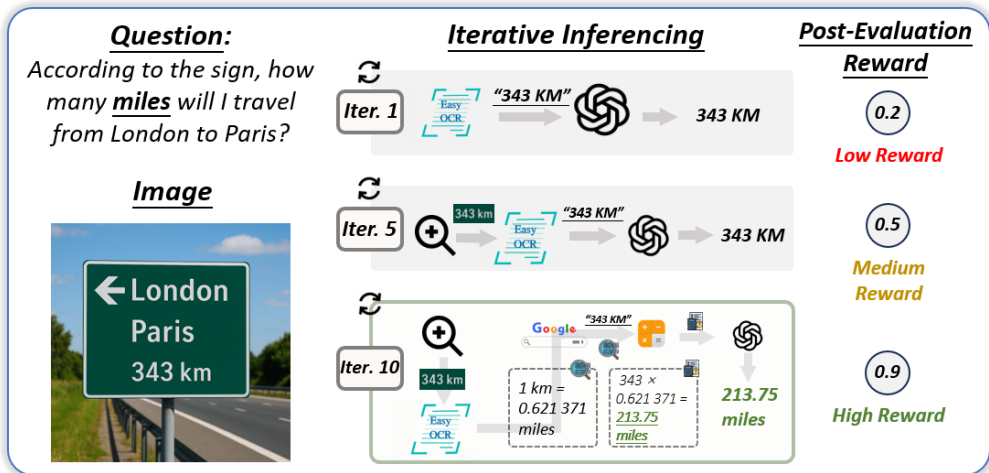 Question:
According to the sign, how
many miles will I travel
from London to Paris?
Image
London
Paris
343 km
Iterative Inferencing
Iter. 1
Easy
OCR
“343 KM”
343 KM
Iter. 5
343 km
Easy
OCR
“343 KM”
343 KM
Iter. 10
343 km
Easy
OCR
Google
“343 KM”
1 km =
0.621 371
miles
343 ×
0.621 371 =
213.75
miles
213.75
miles
Post-Evaluation
Reward
0.2
Low Reward
0.5
Medium
Reward
0.9
High Reward